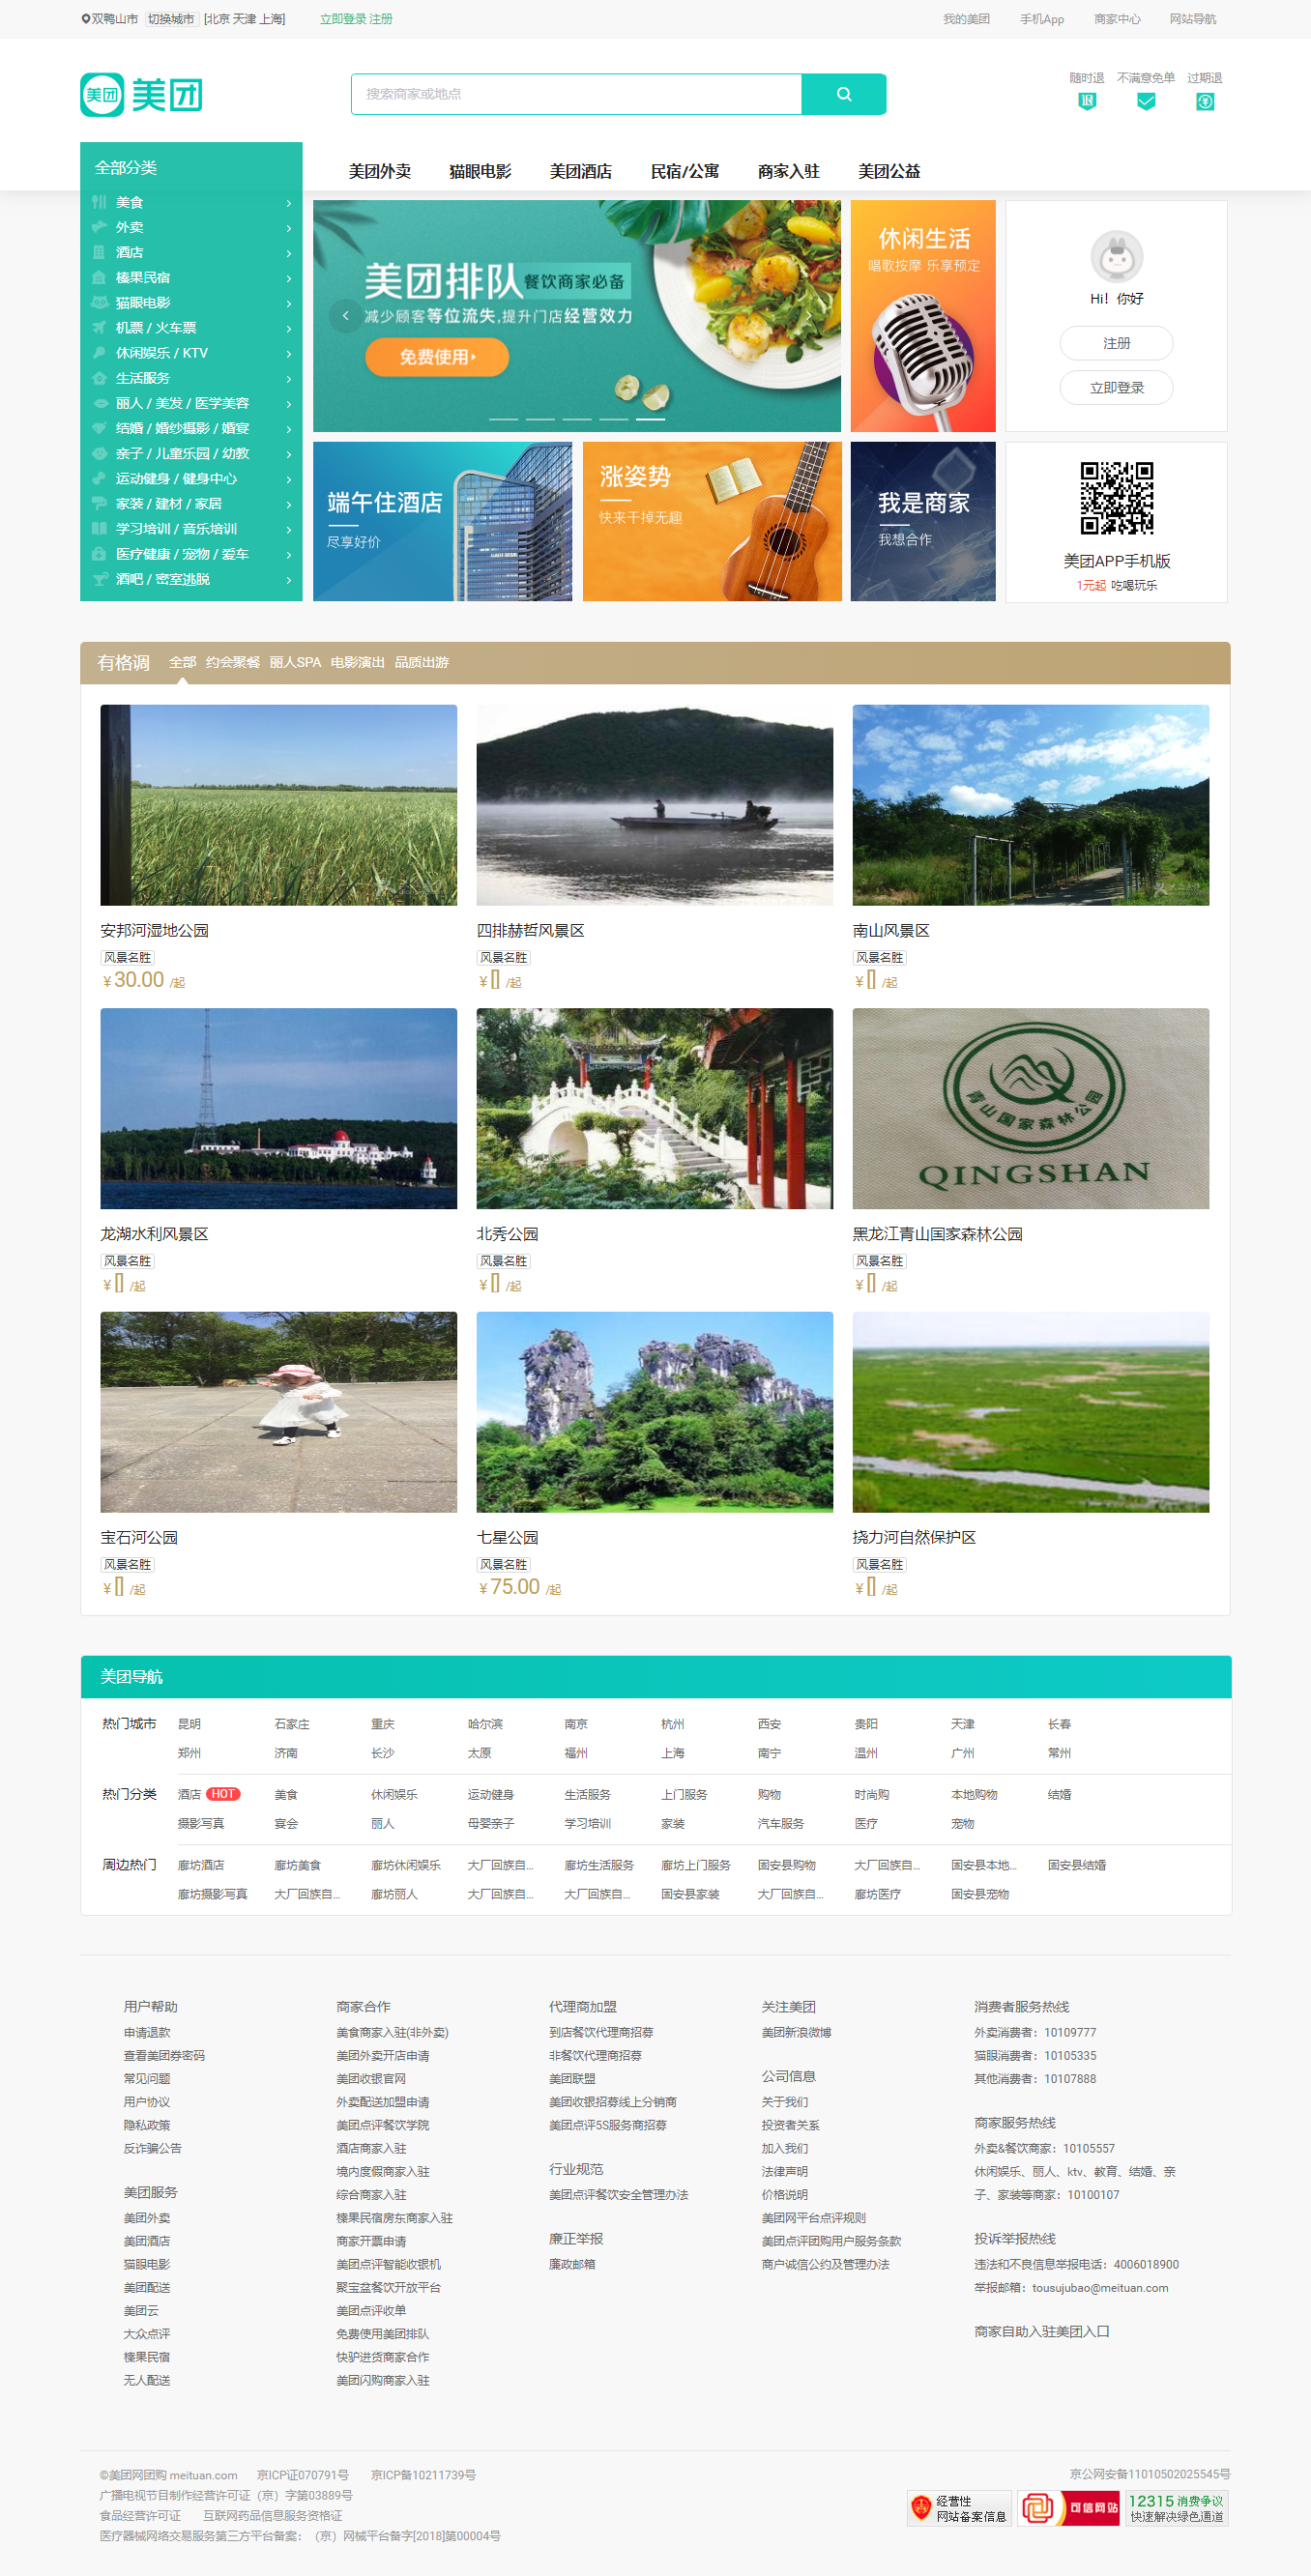 双鸭山市 切换城市 [北京 天津 上海] 立即登录 注册 我的美团 手机App 商家中心 网站导航
美团 美团
搜索商家或地点
随时退 不满意免单 过期退
退
全部分类
美团外卖 猫眼电影 美团酒店 民宿/公寓 商家入驻 美团公益
美食
外卖
酒店
榛果民宿
猫眼电影
机票 / 火车票
休闲娱乐 / KTV
生活服务
丽人 / 美发 / 医学美容
结婚 / 婚纱摄影 / 婚宴
亲子 / 儿童乐园 / 幼教
运动健身 / 健身中心
家装 / 建材 / 家居
学习培训 / 音乐培训
医疗健康 / 宠物 / 爱车
酒吧 / 密室逃脱
美团排队 餐饮商家必备
减少顾客等位流失,提升门店经营效力
免费使用
休闲生活
唱歌按摩 乐享预定
Hi！你好
注册
立即登录
端午住酒店
尽享好价
涨姿势
快来干掉无趣
我是商家
我想合作
美团APP手机版
1元起 吃喝玩乐
有格调 全部 约会聚餐 丽人SPA 电影演出 品质出游
安邦河湿地公园
风景名胜
¥30.00 /起
四排赫哲风景区
风景名胜
¥[] /起
南山风景区
风景名胜
¥[] /起
青山国家森林公园
QINGSHAN
龙湖水利风景区
风景名胜
¥[] /起
北秀公园
风景名胜
¥[] /起
黑龙江青山国家森林公园
风景名胜
¥[] /起
宝石河公园
风景名胜
¥[] /起
七星公园
风景名胜
¥75.00 /起
挠力河自然保护区
风景名胜
¥[] /起
美团导航
热门城市 昆明 石家庄 重庆 哈尔滨 南京 杭州 西安 贵阳 天津 长春
郑州 济南 长沙 太原 福州 上海 南宁 温州 广州 常州
热门分类 酒店 HOT 美食 休闲娱乐 运动健身 生活服务 上门服务 购物 时尚购 本地购物 结婚
摄影写真 宴会 丽人 母婴亲子 学习培训 家装 汽车服务 医疗 宠物
周边热门 廊坊酒店 廊坊美食 廊坊休闲娱乐 大厂回族自... 廊坊生活服务 廊坊上门服务 固安县购物 大厂回族自... 固安县本地... 固安县结婚
廊坊摄影写真 大厂回族自... 廊坊丽人 大厂回族自... 大厂回族自... 固安县家装 大厂回族自... 廊坊医疗 固安县宠物
用户帮助
申请退款
查看美团券密码
常见问题
用户协议
隐私政策
反诈骗公告
美团服务
美团外卖
美团酒店
猫眼电影
美团配送
美团云
大众点评
榛果民宿
无人配送
商家合作
美食商家入驻(非外卖)
美团外卖开店申请
美团收银官网
外卖配送加盟申请
美团点评餐饮学院
酒店商家入驻
境内度假商家入驻
综合商家入驻
榛果民宿房东商家入驻
商家开票申请
美团点评智能收银机
聚宝盆餐饮开放平台
美团点评收单
免费使用美团排队
快驴进货商家合作
美团闪购商家入驻
代理商加盟
到店餐饮代理商招募
非餐饮代理商招募
美团联盟
美团收银招募线上分销商
美团点评5S服务商招募
行业规范
美团点评餐饮安全管理办法
廉正举报
廉政邮箱
关注美团
美团新浪微博
公司信息
关于我们
投资者关系
加入我们
法律声明
价格说明
美团网平台点评规则
美团点评团购用户服务条款
商户诚信公约及管理办法
消费者服务热线
外卖消费者：10109777
猫眼消费者：10105335
其他消费者：10107888
商家服务热线
外卖&餐饮商家：10105557
休闲娱乐、丽人、ktv、教育、结婚、亲
子、家装等商家：10100107
投诉举报热线
违法和不良信息举报电话：4006018900
举报邮箱：tousujubao@meituan.com
商家自助入驻美团入口
©美团网团购 meituan.com 京ICP证070791号 京ICP备10211739号
广播电视节目制作经营许可证（京）字第03889号
食品经营许可证 互联网药品信息服务资格证
医疗器械网络交易服务第三方平台备案：（京）网械平台备字[2018]第00004号
京公网安备11010502025545号
经营性
网站备案信息
可信网站
12315 消费争议
快速解决绿色通道